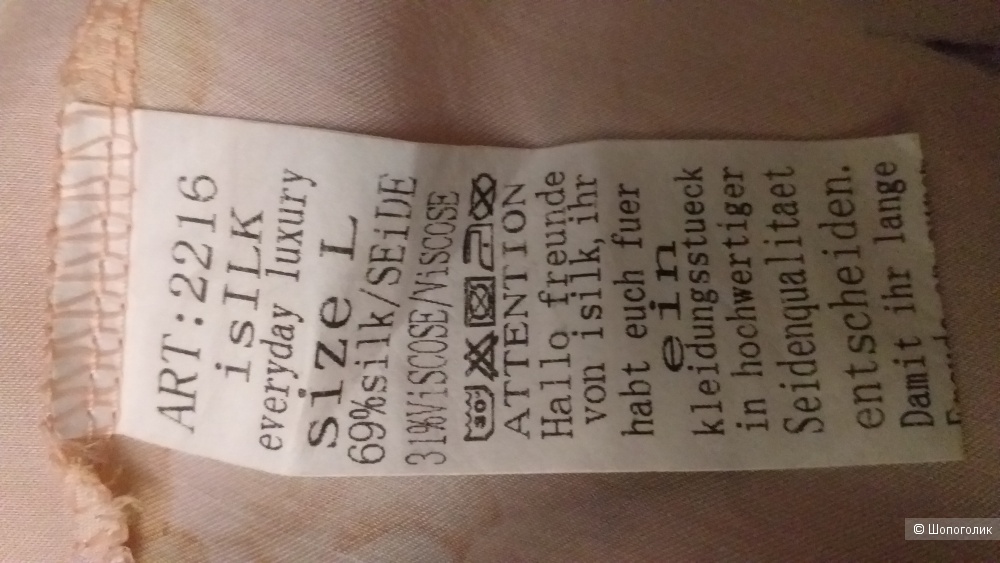 ART:2216
isILK
everyday luxury
size L
69%silk/SEiDE
31%ViSCOSE/ViSCOSE
ATTENTION
Hallo freunde
von isilk,ihr
habt euch fuer
ein
kleidungsstueck
in hochwertiger
Seidenqualitaet
entscheiden.
Damit ihr lange
© Шопоголик